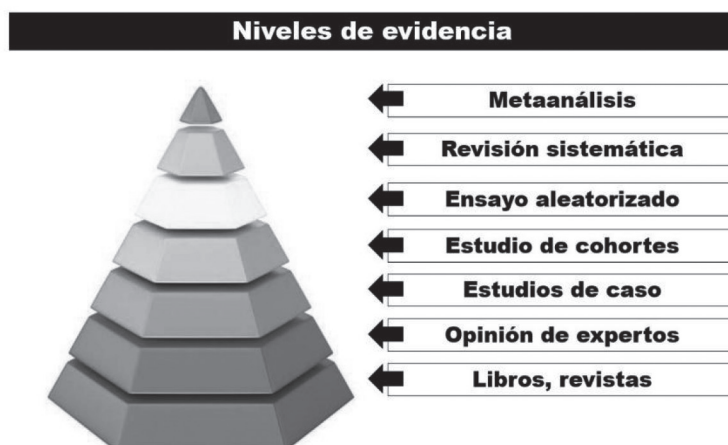 Niveles de evidencia
Metaanálisis
Revisión sistemática
Ensayo aleatorizado
Estudio de cohortes
Estudios de caso
Opinión de expertos
Libros, revistas